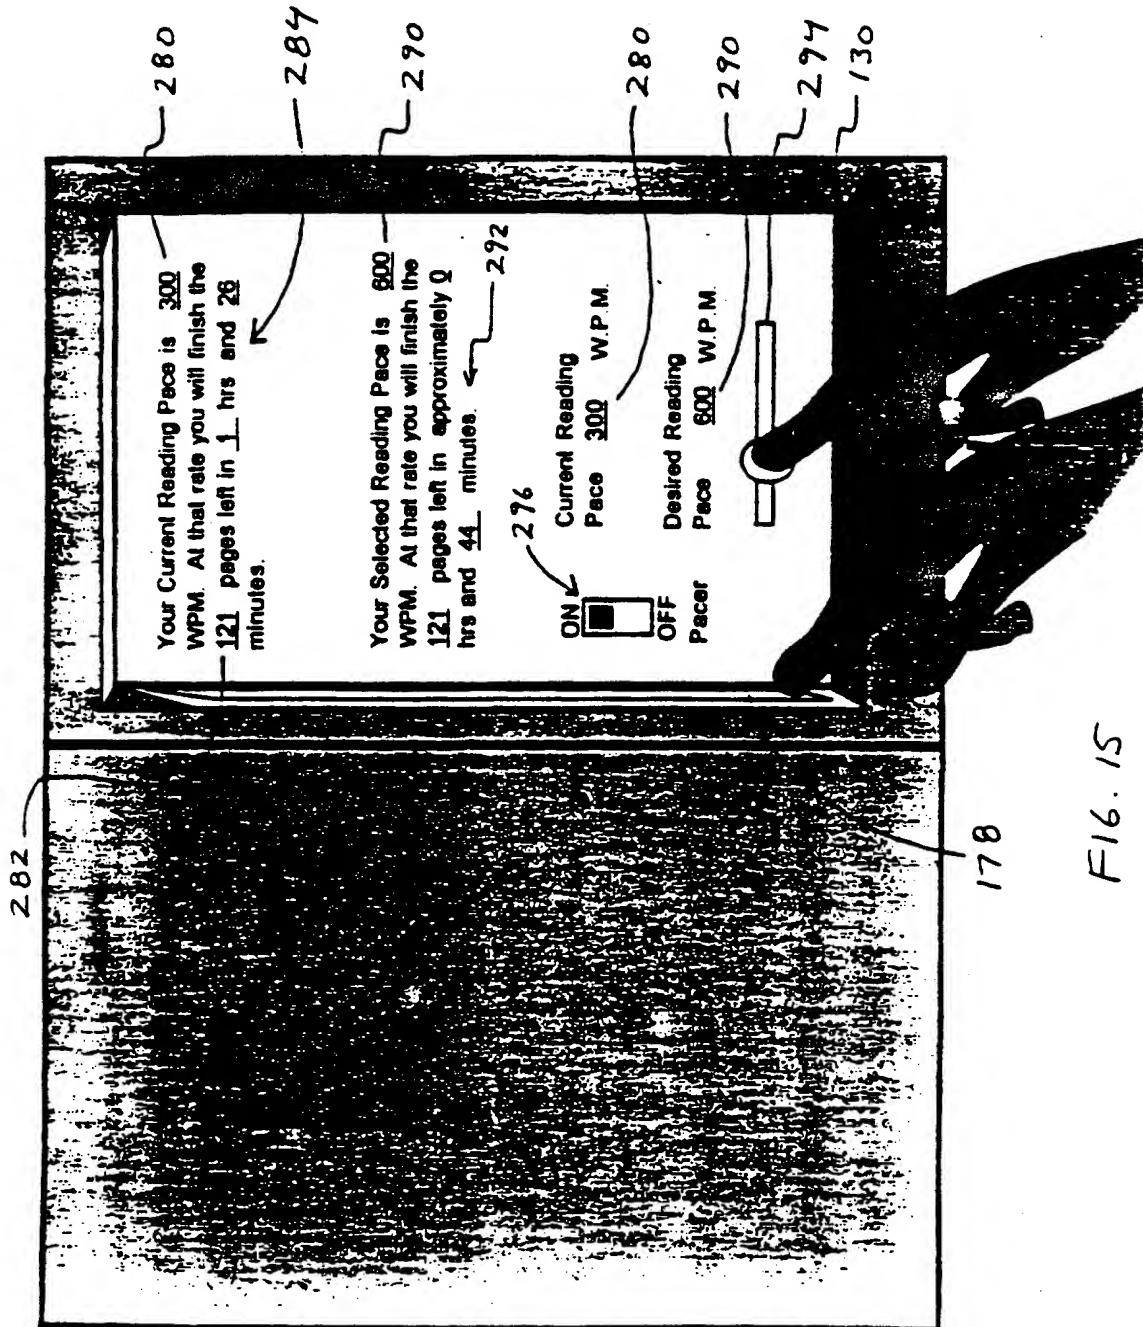 282
Your Current Reading Pace is 300
WPM. At that rate you will finish the
121 pages left in 1 hrs and 26
minutes.
280
284
Your Selected Reading Pace is 600
WPM. At that rate you will finish the
121 pages left in approximately 0
hrs and 44 minutes.
290
292
296
ON
OFF
Pacer
Current Reading
Pace 300 W.P.M.
280
Desired Reading
Pace 600 W.P.M.
290
294
130
178
FIG. 15